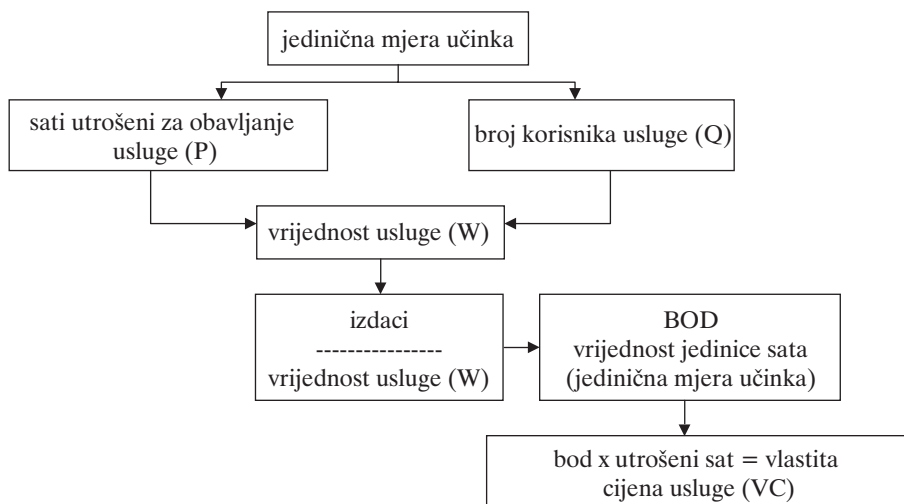 jedinična mjera učinka
sati utrošeni za obavljanje
usluge (P)
broj korisnika usluge (Q)
vrijednost usluge (W)
izdaci
-----------------
vrijednost usluge (W)
BOD
vrijednost jedinice sata
(jedinična mjera učinka)
bod x utrošeni sat = vlastita
cijena usluge (VC)